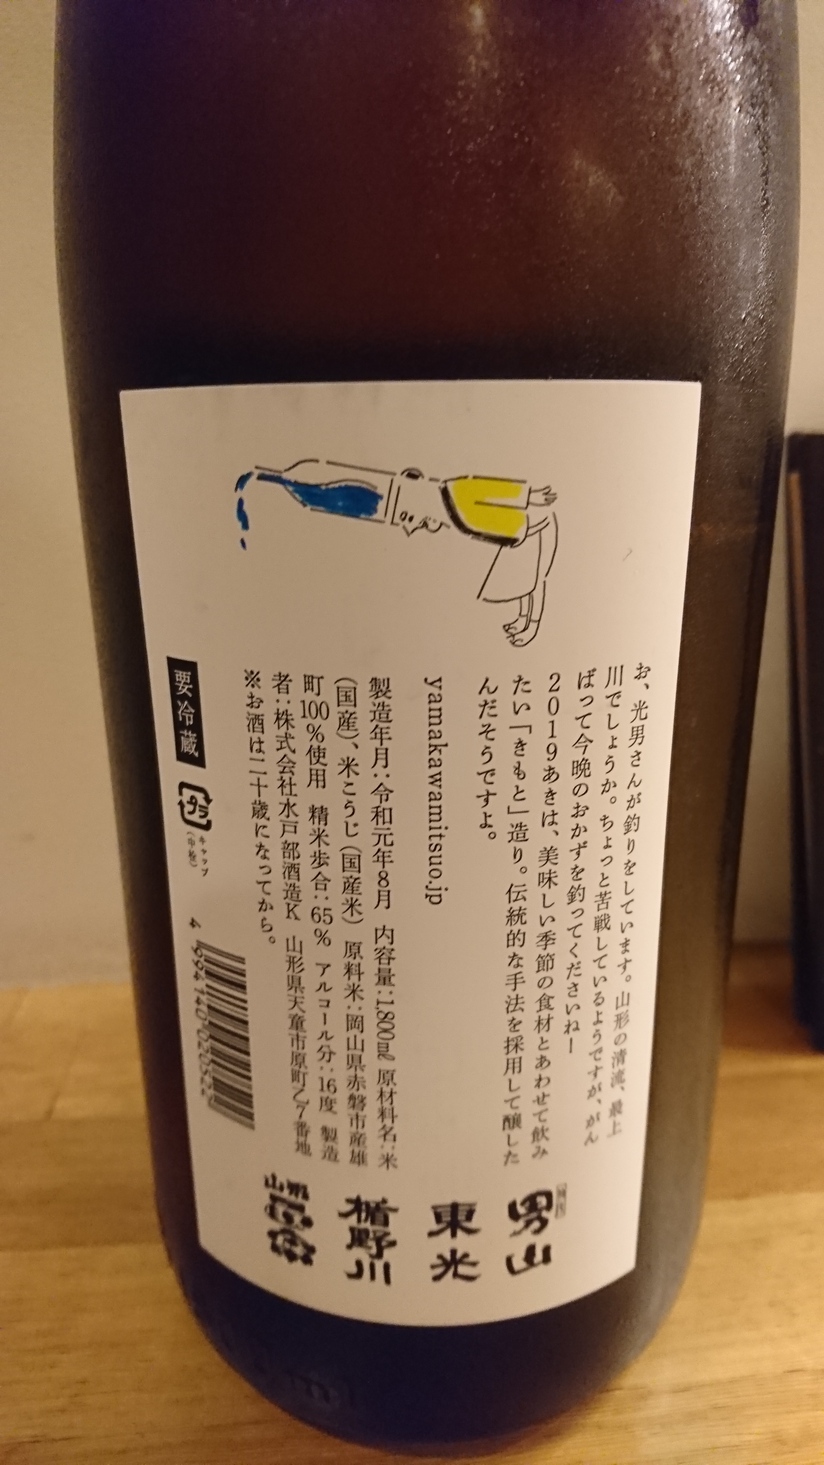 お、光男さんが釣りをしています。山形の清流、最上
川でしょうか。ちょっと苦戦しているようですが、がん
ばって今晩のおかずを釣ってくださいねー
2019あきは、美味しい季節の食材とあわせて飲み
たい「きもと」造り。伝統的な手法を採用して醸した
んだそうですよ。
yamakawamitsuo.jp
製造年月:令和元年8月 内容量:1,800㎖ 原材料名:米
(国産)、米こうじ(国産米) 原料米:岡山県赤磐市産雄
町100%使用 精米歩合:65% アルコール分:16度 製造
者:株式会社水戸部酒造K 山形県天童市原町乙7番地
※お酒は二十歳になってから。
要冷蔵
プラ
キャップ
(中栓)
男山
東光
楯野川
山形正宗